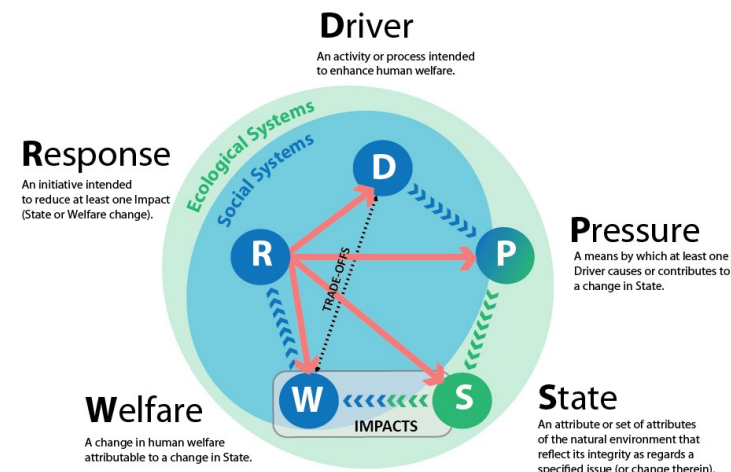 Driver
An activity or process intended
to enhance human welfare.
Ecological Systems
Social Systems
Response
An initiative intended
to reduce at least one Impact
(State or Welfare change).
D
R
P
Pressure
A means by which at least one
Driver causes or contributes to
a change in State.
TRADE-OFFS
W
S
IMPACTS
Welfare
A change in human welfare
attributable to a change in State.
State
An attribute or set of attributes
of the natural environment that
reflect its integrity as regards a
specified issue (or change therein).